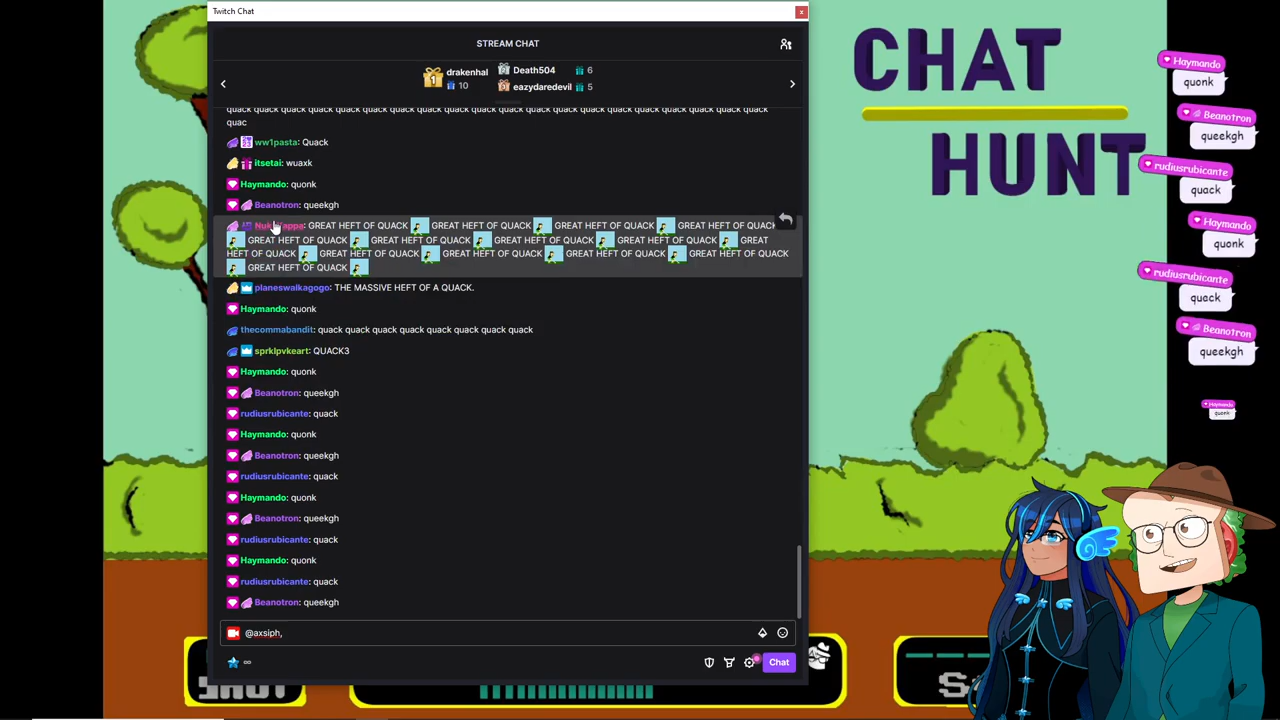 Twitch Chat
STREAM CHAT
drakenhal
10
Death504 6
eazydaredevil 5
quack quack quack quack quack quack quack quack quack quack quack quack quack quack quack quack quack quack quack quack
quac
ww1pasta: Quack
itsetai: wuaxk
Haymando: quonk
Beanotron: queekgh
GREAT HEFT OF QUACK GREAT HEFT OF QUACK GREAT HEFT OF QUACK GREAT HEFT OF QUACK
GREAT HEFT OF QUACK GREAT HEFT OF QUACK GREAT HEFT OF QUACK GREAT HEFT OF QUACK GREAT
HEFT OF QUACK GREAT HEFT OF QUACK GREAT HEFT OF QUACK GREAT HEFT OF QUACK GREAT HEFT OF QUACK
GREAT HEFT OF QUACK
planeswalkagogo: THE MASSIVE HEFT OF A QUACK.
Haymando: quonk
thecommabandit: quack quack quack quack quack quack quack quack
sprklpvkeart: QUACK3
Haymando: quonk
Beanotron: queekgh
rudiusrubicante: quack
Haymando: quonk
Beanotron: queekgh
rudiusrubicante: quack
Haymando: quonk
Beanotron: queekgh
rudiusrubicante: quack
Haymando: quonk
rudiusrubicante: quack
Beanotron: queekgh
@axsiph,
Chat
CHAT
HUNT
Haymando
quonk
Beanotron
queekgh
rudiusrubicante
quack
Haymando
quonk
rudiusrubicante
quack
Beanotron
queekgh
Haymando
quonk